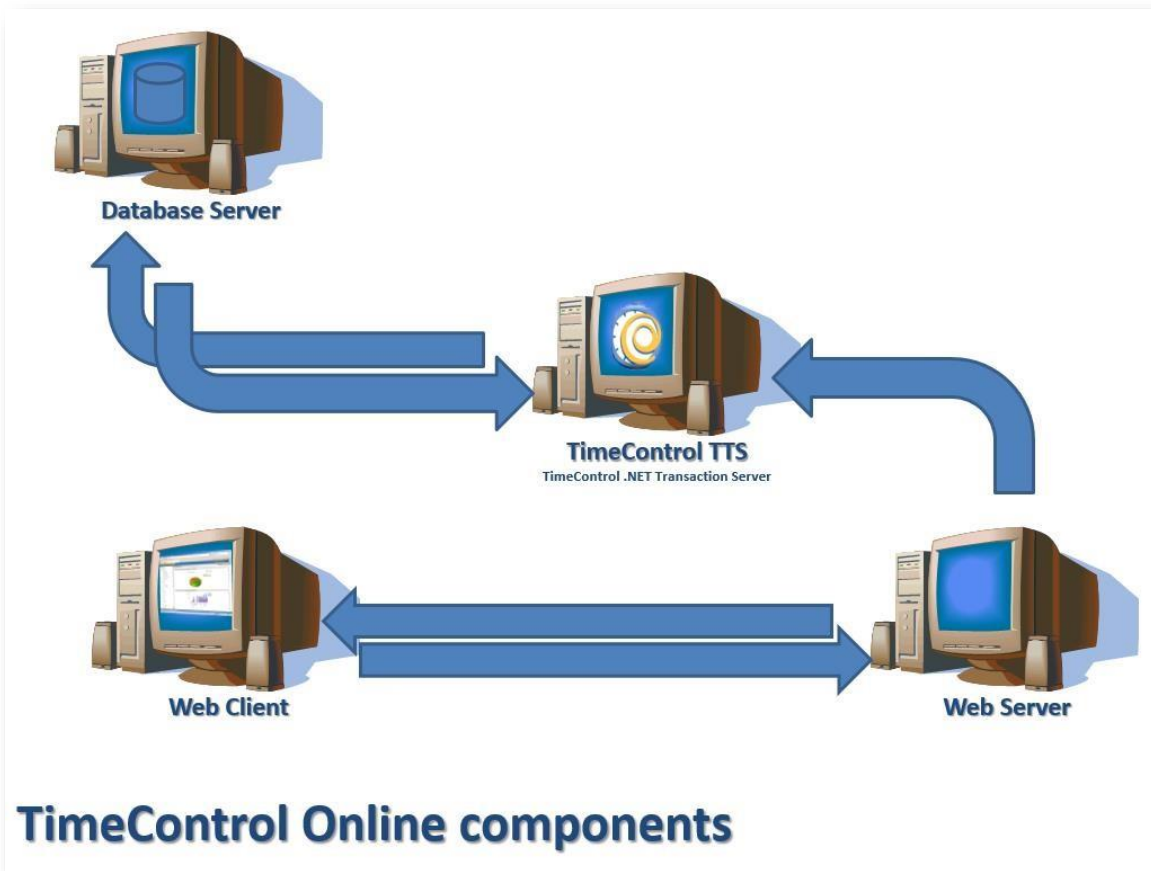 Database Server
TimeControl TTS
TimeControl .NET Transaction Server
Web Client
Web Server
TimeControl Online components